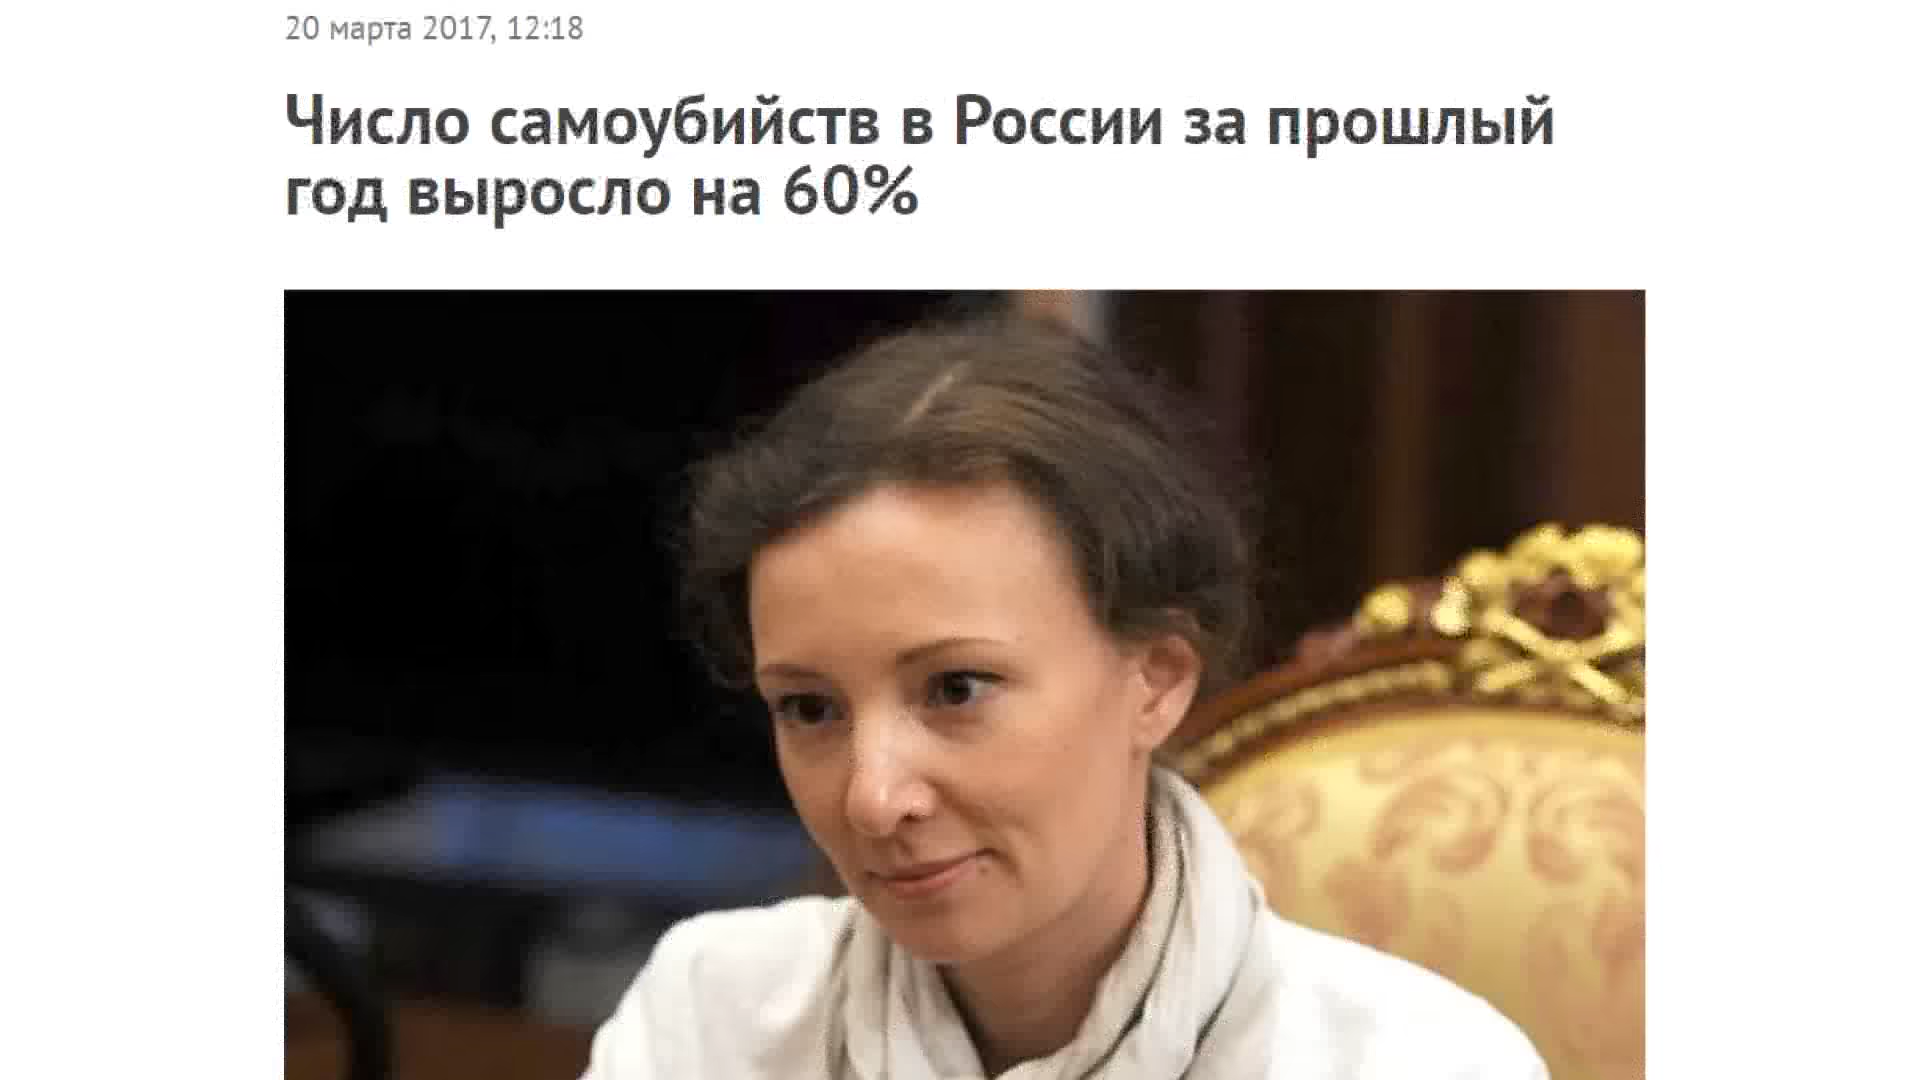 20 марта 2017, 12:18
Число самоубийств в России за прошлый
год выросло на 60%